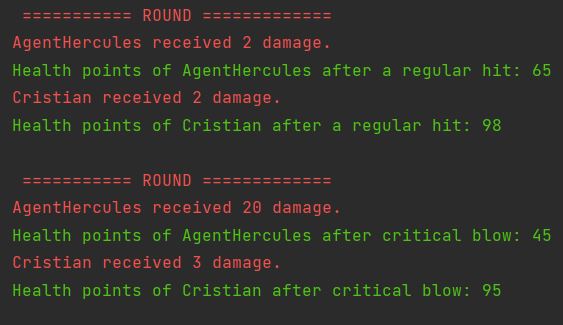 =========== ROUND =============
AgentHercules received 2 damage.
Health points of AgentHercules after a regular hit: 65
Cristian received 2 damage.
Health points of Cristian after a regular hit: 98
=========== ROUND =============
AgentHercules received 20 damage.
Health points of AgentHercules after critical blow: 45
Cristian received 3 damage.
Health points of Cristian after critical blow: 95